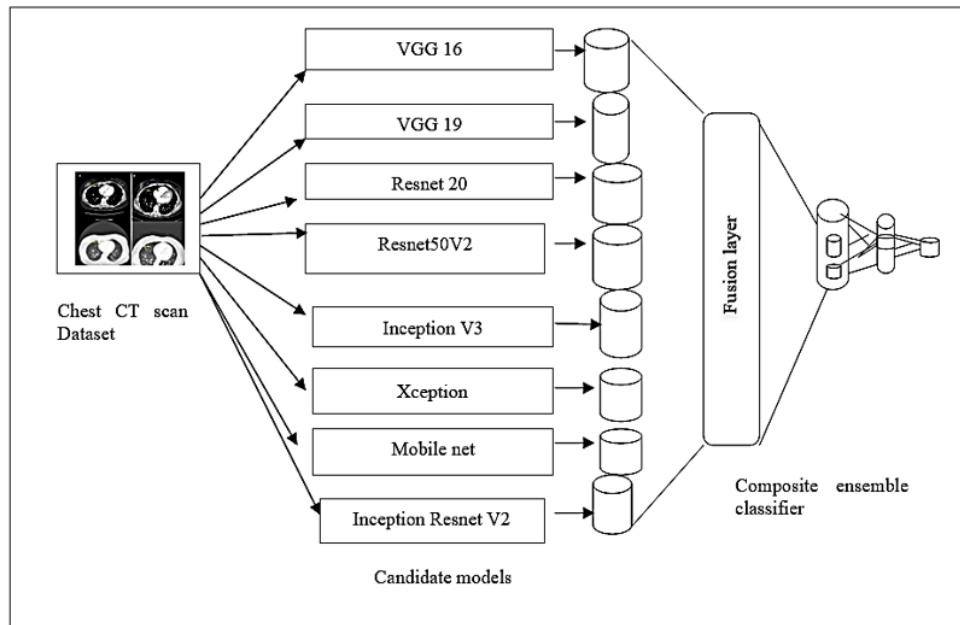 VGG 16
VGG 19
Resnet 20
Resnet50V2
Inception V3
Xception
Mobile net
Inception Resnet V2
Chest CT scan
Dataset
Candidate models
Fusion layer
Composite ensemble
classifier